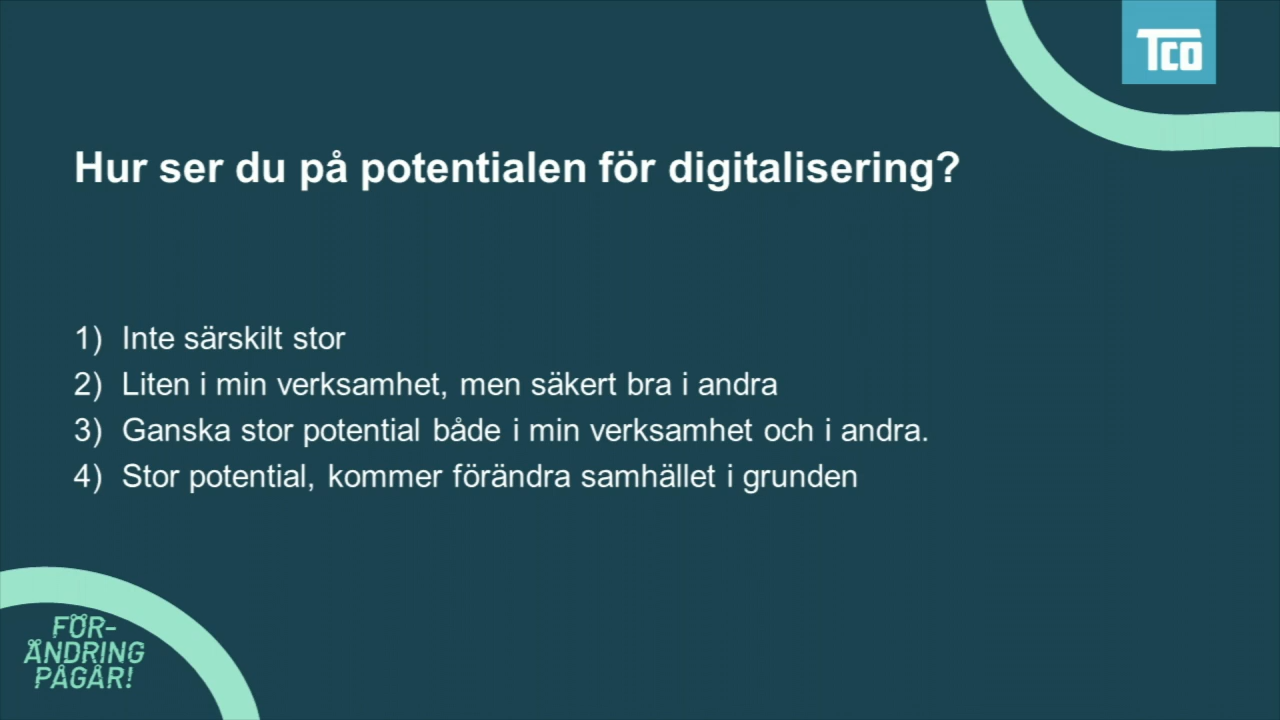 TCO
Hur ser du på potentialen för digitalisering?
1) Inte särskilt stor
2) Liten i min verksamhet, men säkert bra i andra
3) Ganska stor potential både i min verksamhet och i andra.
4) Stor potential, kommer förändra samhället i grunden
FÖR-
ÄNDRING
PÅGÅR!